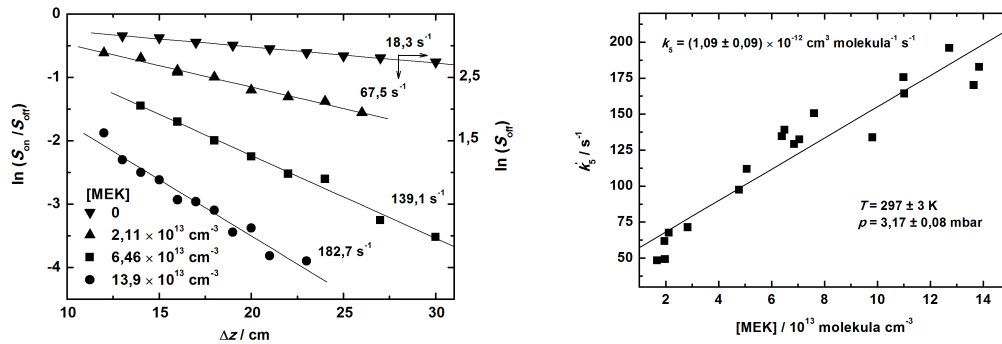 ln (S_on /S_off)
-0
-1
-2
-3
-4
10 15 20 25 30
Δz / cm
2,5
1,5
ln (S_off)
18,3 s⁻¹
67,5 s⁻¹
139,1 s⁻¹
182,7 s⁻¹
[MEK]
0
2,11 × 10¹³ cm⁻³
6,46 × 10¹³ cm⁻³
13,9 × 10¹³ cm⁻³
k₅' / s⁻¹
200
175
150
125
100
75
50
2 4 6 8 10 12 14
[MEK] / 10¹³ molekula cm⁻³
k₅ = (1,09 ± 0,09) × 10⁻¹² cm³ molekula⁻¹ s⁻¹
T = 297 ± 3 K
p = 3,17 ± 0,08 mbar